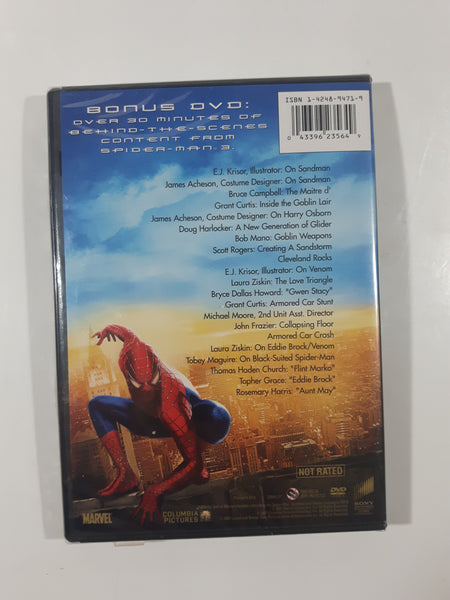 BONUS DVD:
OVER 30 MINUTES OF
BEHIND-THE-SCENES
CONTENT FROM
SPIDER-MAN 3.
ISBN 1-4248-9471-9
0 43396 23564 9
E.J. Krisor, Illustrator: On Sandman
James Acheson, Costume Designer: On Sandman
Bruce Campbell: The Maitre d'
Grant Curtis: Inside the Goblin Lair
James Acheson, Costume Designer: On Harry Osborn
Doug Harlocker: A New Generation of Glider
Bob Mano: Goblin Weapons
Scott Rogers: Creating A Sandstorm
Cleveland Rocks
E.J. Krisor, Illustrator: On Venom
Laura Ziskin: The Love Triangle
Bryce Dallas Howard: "Gwen Stacy"
Grant Curtis: Armored Car Stunt
Michael Moore, 2nd Unit Asst. Director
John Frazier: Collapsing Floor
Armored Car Crash
Laura Ziskin: On Eddie Brock/Venom
Tobey Maguire: On Black-Suited Spider-Man
Thomas Haden Church: "Flint Marko"
Topher Grace: "Eddie Brock"
Rosemary Harris: "Aunt May"
NOT RATED
MARVEL
COLUMBIA
PICTURES
DVD
VIDEO
SONY